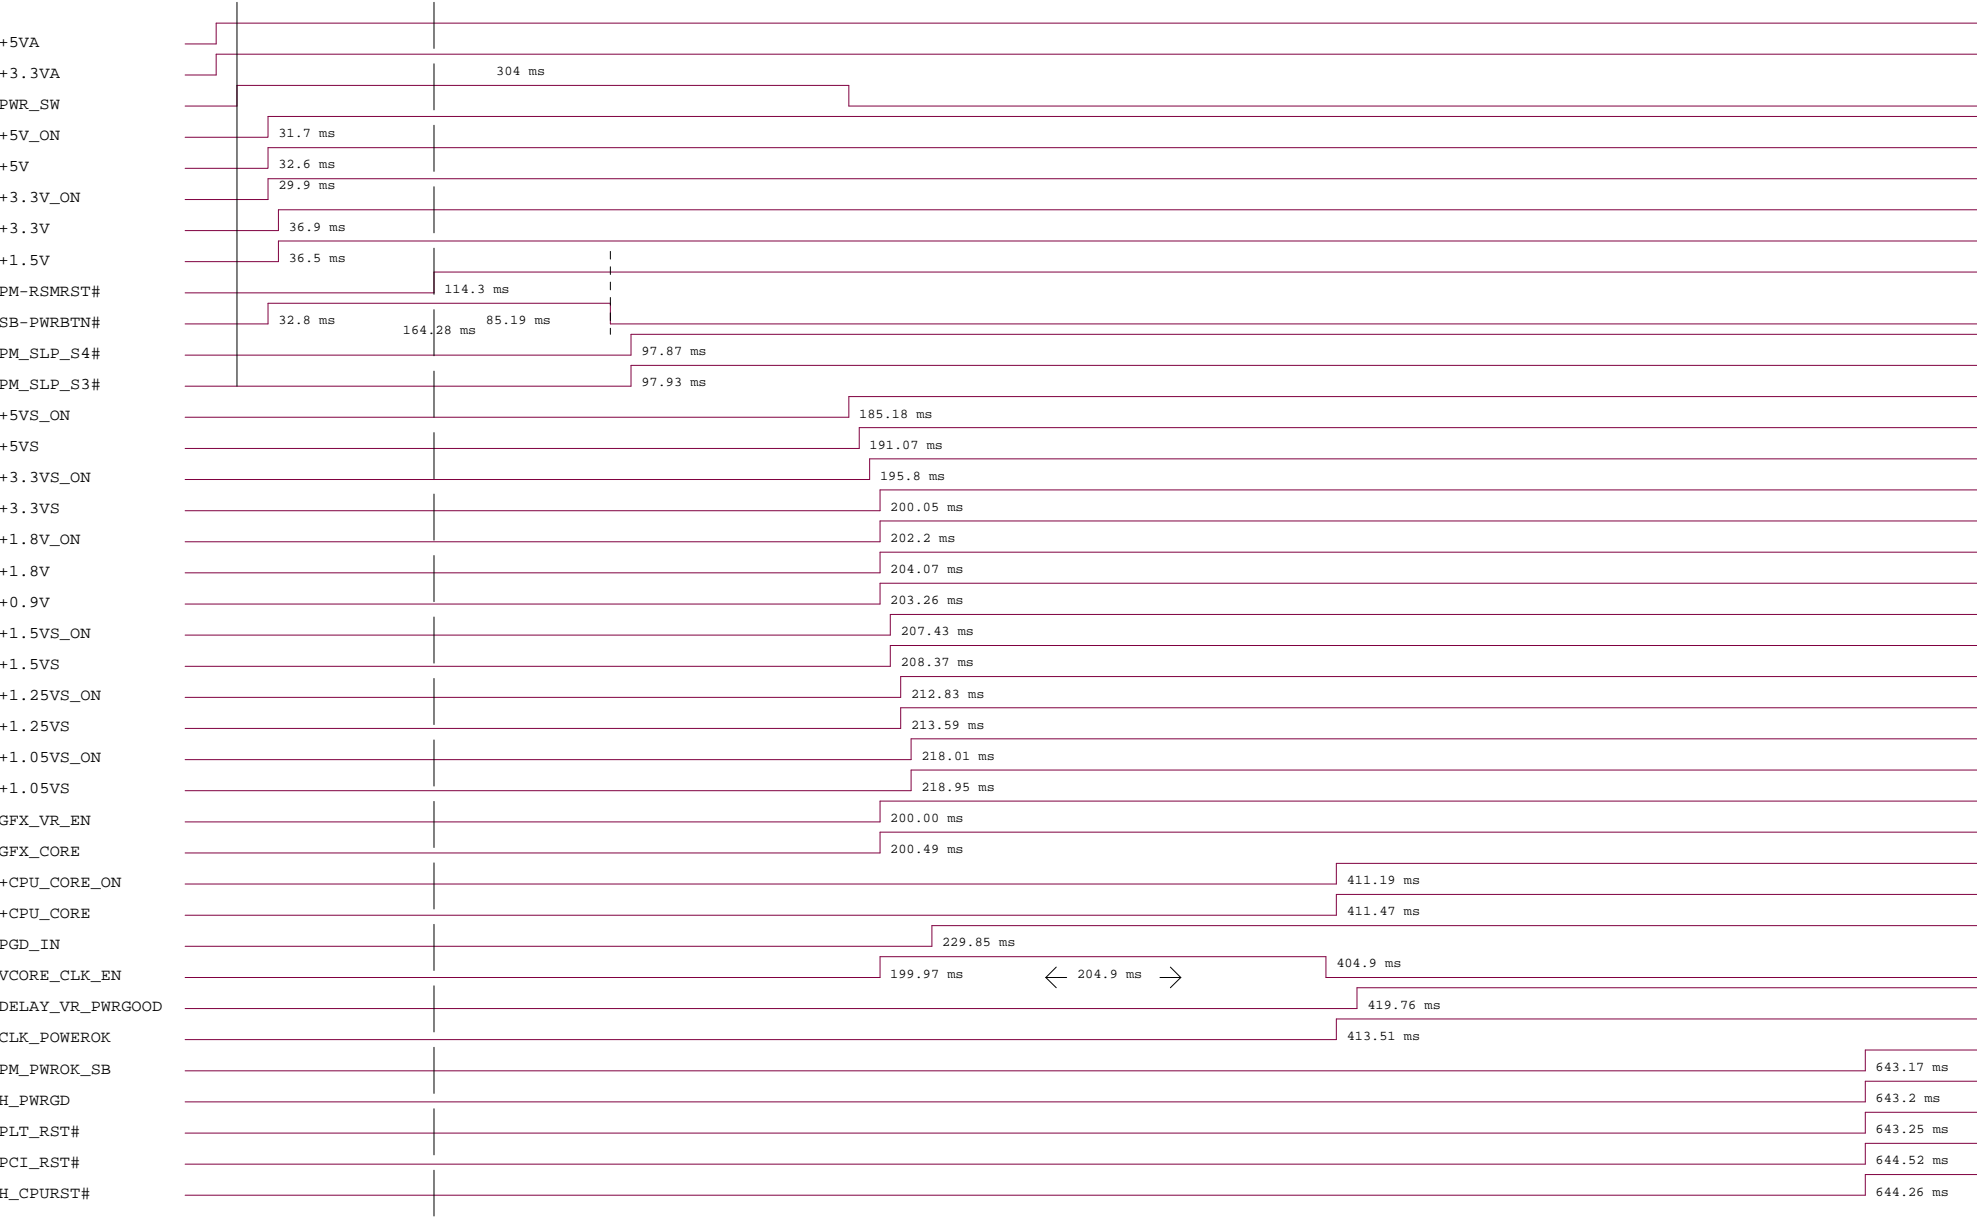 +5VA
+3.3VA 304 ms
PWR_SW
+5V_ON 31.7 ms
+5V 32.6 ms
+3.3V_ON 29.9 ms
+3.3V 36.9 ms
+1.5V 36.5 ms
PM-RSMRST# 114.3 ms
SB-PWRBTN# 32.8 ms 164.28 ms 85.19 ms
PM_SLP_S4# 97.87 ms
PM_SLP_S3# 97.93 ms
+5VS_ON 185.18 ms
+5VS 191.07 ms
+3.3VS_ON 195.8 ms
+3.3VS 200.05 ms
+1.8V_ON 202.2 ms
+1.8V 204.07 ms
+0.9V 203.26 ms
+1.5VS_ON 207.43 ms
+1.5VS 208.37 ms
+1.25VS_ON 212.83 ms
+1.25VS 213.59 ms
+1.05VS_ON 218.01 ms
+1.05VS 218.95 ms
GFX_VR_EN 200.00 ms
GFX_CORE 200.49 ms
+CPU_CORE_ON 411.19 ms
+CPU_CORE 411.47 ms
PGD_IN 229.85 ms
VCORE_CLK_EN 199.97 ms 204.9 ms 404.9 ms
DELAY_VR_PWRGOOD 419.76 ms
CLK_POWEROK 413.51 ms
PM_PWROK_SB 643.17 ms
H_PWRGD 643.2 ms
PLT_RST# 643.25 ms
PCI_RST# 644.52 ms
H_CPURST# 644.26 ms